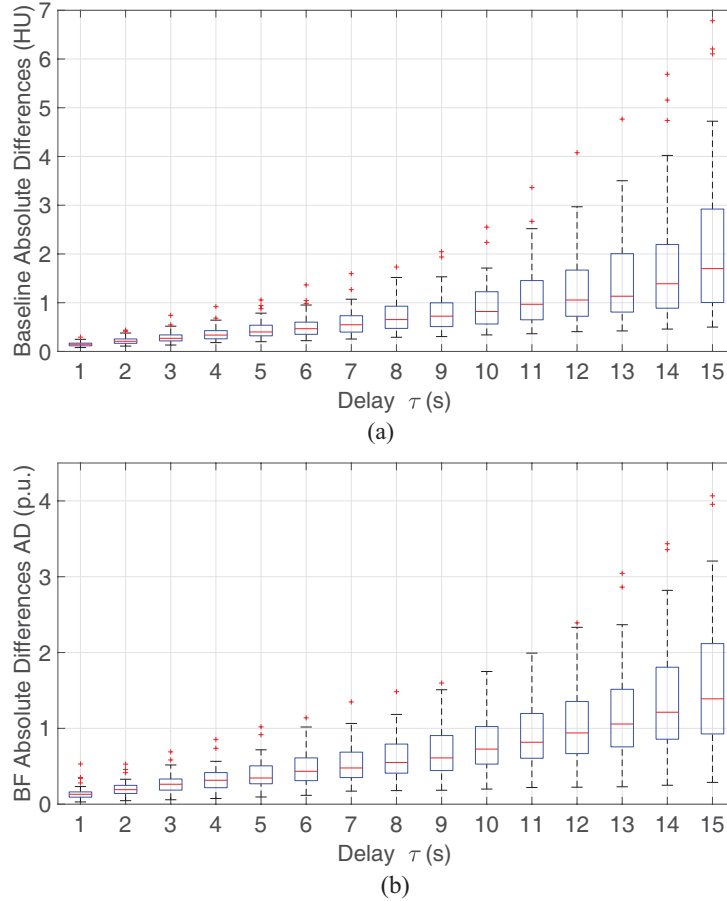 7
6
5
4
3
2
1
0
Baseline Absolute Differences (HU)
1 2 3 4 5 6 7 8 9 10 11 12 13 14 15
Delay τ (s)
(a)
4
3
2
1
0
BF Absolute Differences AD (p.u.)
1 2 3 4 5 6 7 8 9 10 11 12 13 14 15
Delay τ (s)
(b)